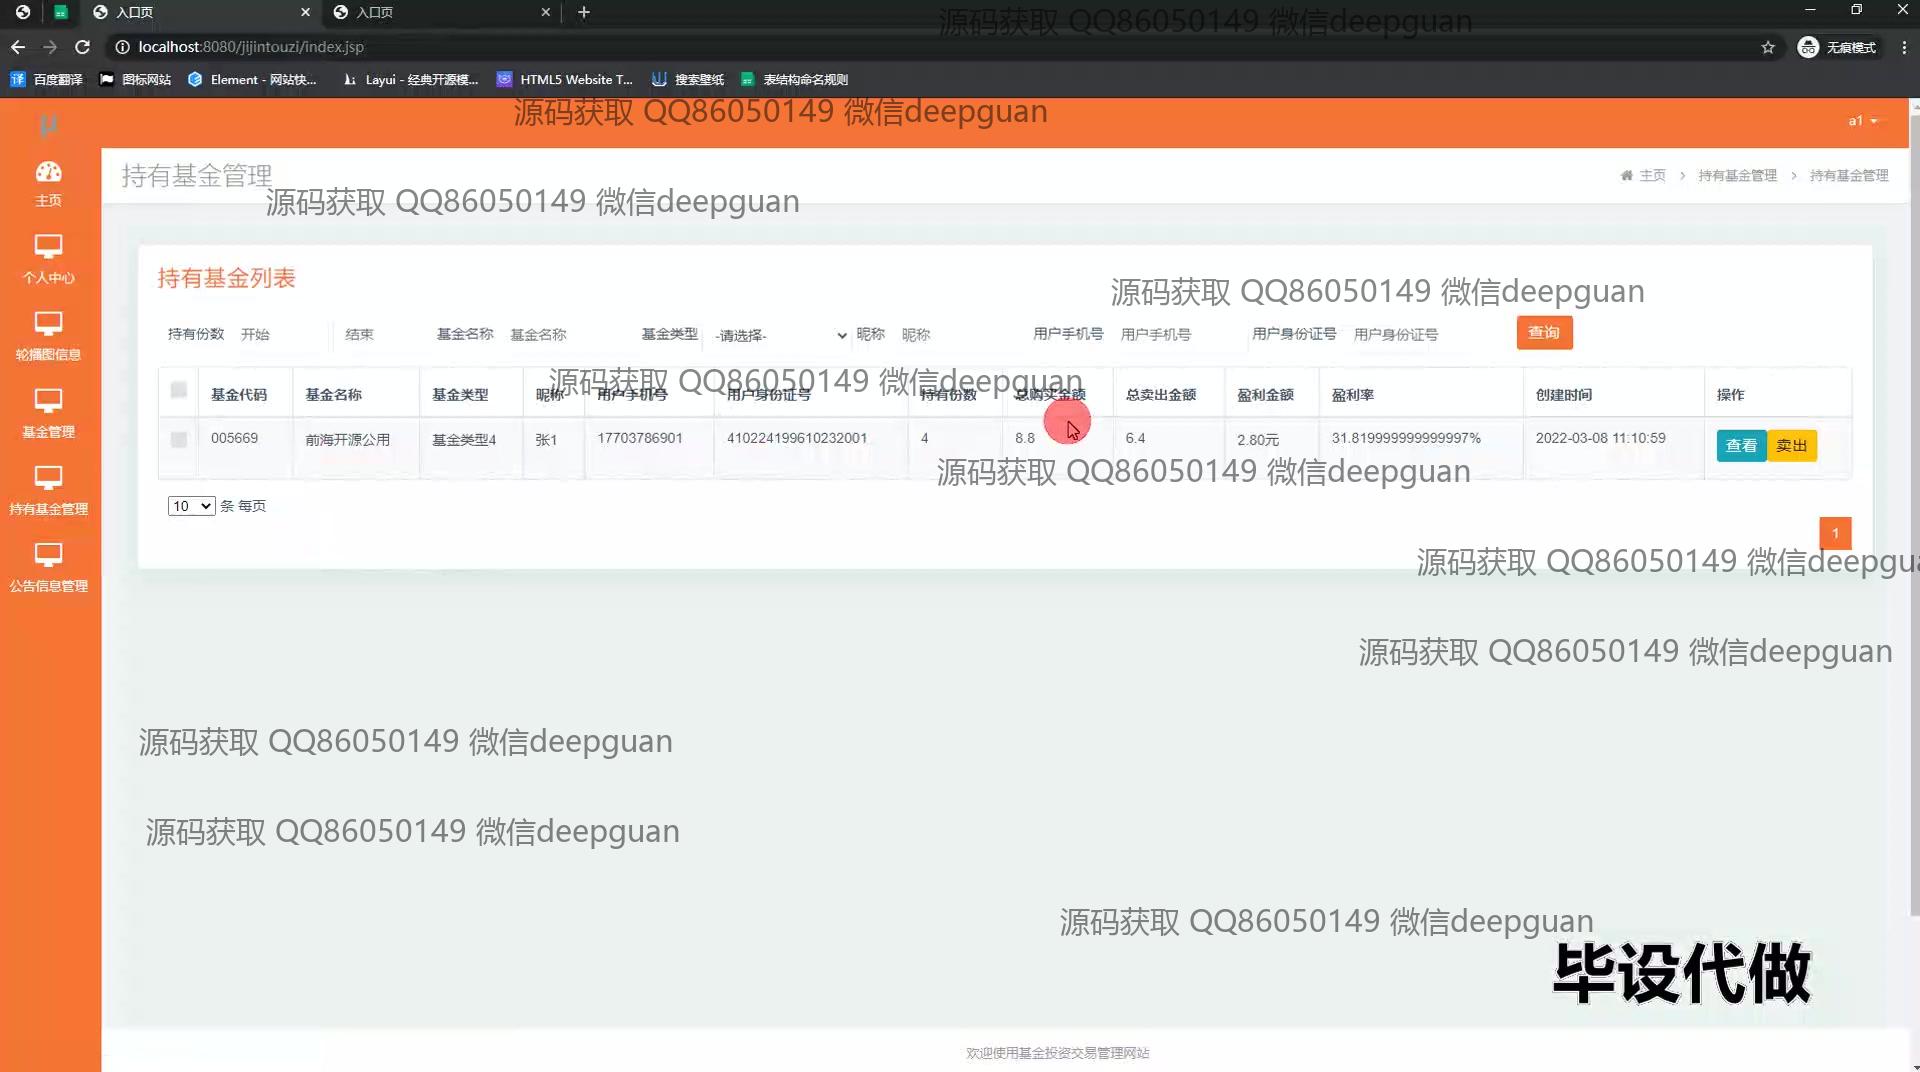 入口页
入口页
源码获取 QQ86050149 微信deepguan
localhost:8080/jijintouzi/index.jsp
无痕模式
百度翻译 图标网站 Element - 网站快... Layui - 经典开源模... HTML5 Website T... 搜索壁纸 表结构命名规则
源码获取 QQ86050149 微信deepguan
a1
持有基金管理
主页 > 持有基金管理 > 持有基金管理
源码获取 QQ86050149 微信deepguan
主页
个人中心
轮播图信息
基金管理
持有基金管理
公告信息管理
持有基金列表
源码获取 QQ86050149 微信deepguan
持有份数 开始 结束 基金名称 基金名称 基金类型 -请选择- 昵称 昵称 用户手机号 用户手机号 用户身份证号 用户身份证号 查询
源码获取 QQ86050149 微信deepguan
基金代码 基金名称 基金类型 昵称 用户手机号 用户身份证号 持有份数 总购买金额 总卖出金额 盈利金额 盈利率 创建时间 操作
005669 前海开源公用 基金类型4 张1 17703786901 410224199610232001 4 8.8 6.4 2.80元 31.819999999999997% 2022-03-08 11:10:59 查看 卖出
源码获取 QQ86050149 微信deepguan
10 条 每页
1
源码获取 QQ86050149 微信deepgua
源码获取 QQ86050149 微信deepguan
源码获取 QQ86050149 微信deepguan
源码获取 QQ86050149 微信deepguan
源码获取 QQ86050149 微信deepguan
毕设代做
欢迎使用基金投资交易管理网站